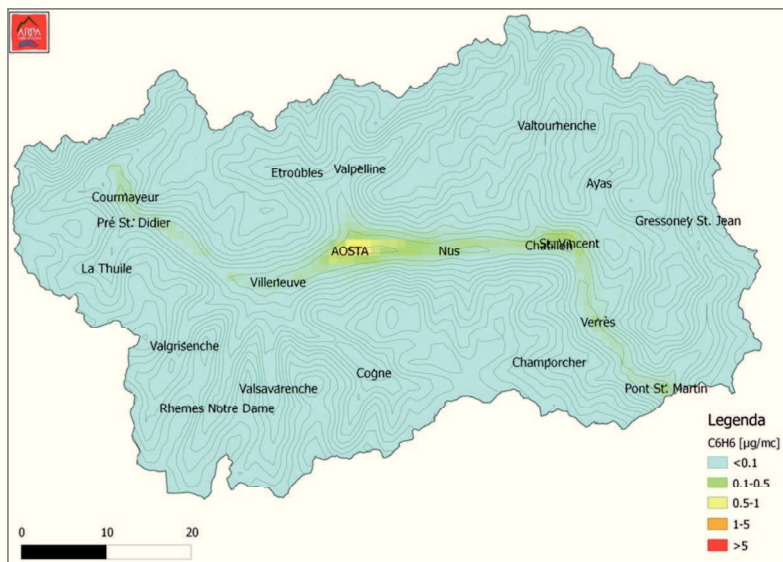 ARPA
Valtournenche
Etroubles
Valpelline
Ayas
Courmayeur
Pré St. Didier
Gressoney St. Jean
AOSTA
Nus
Chatillon
St. Vincent
La Thuile
Villeneuve
Verrès
Valgrisenche
Champorcher
Cogne
Valsavarenche
Pont St. Martin
Rhemes Notre Dame
Legenda
C6H6 [µg/mc]
<0.1
0.1-0.5
0.5-1
1-5
>5
0 10 20